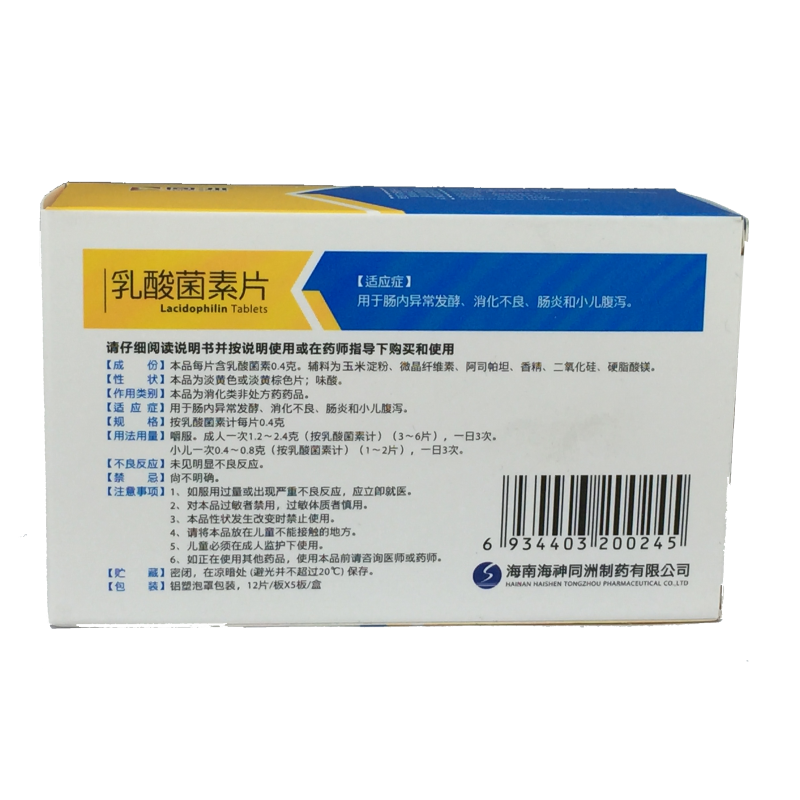 乳酸菌素片
Lacidophilin Tablets
【适应症】
用于肠内异常发酵、消化不良、肠炎和小儿腹泻。
请仔细阅读说明书并按说明使用或在药师指导下购买和使用
【成 份】本品每片含乳酸菌素0.4克。辅料为玉米淀粉、微晶纤维素、阿司帕坦、香精、二氧化硅、硬脂酸镁。
【性 状】本品为淡黄色或淡黄棕色片；味酸。
【作用类别】本品为消化类非处方药药品。
【适 应 症】用于肠内异常发酵、消化不良、肠炎和小儿腹泻。
【规 格】按乳酸菌素计每片0.4克
【用法用量】嚼服。成人一次1.2～2.4克（按乳酸菌素计）（3～6片），一日3次。
小儿一次0.4～0.8克（按乳酸菌素计）（1～2片），一日3次。
【不良反应】未见明显不良反应。
【禁 忌】尚不明确。
【注意事项】1、如服用过量或出现严重不良反应，应立即就医。
2、对本品过敏者禁用，过敏体质者慎用。
3、本品性状发生改变时禁止使用。
4、请将本品放在儿童不能接触的地方。
5、儿童必须在成人监护下使用。
6、如正在使用其他药品，使用本品前请咨询医师或药师。
【贮 藏】密闭，在凉暗处(避光并不超过20℃)保存。
【包 装】铝塑泡罩包装，12片/板X5板/盒
6 934403 200245
海南海神同洲制药有限公司
HAINAN HAISHEN TONGZHOU PHARMACEUTICAL CO.,LTD